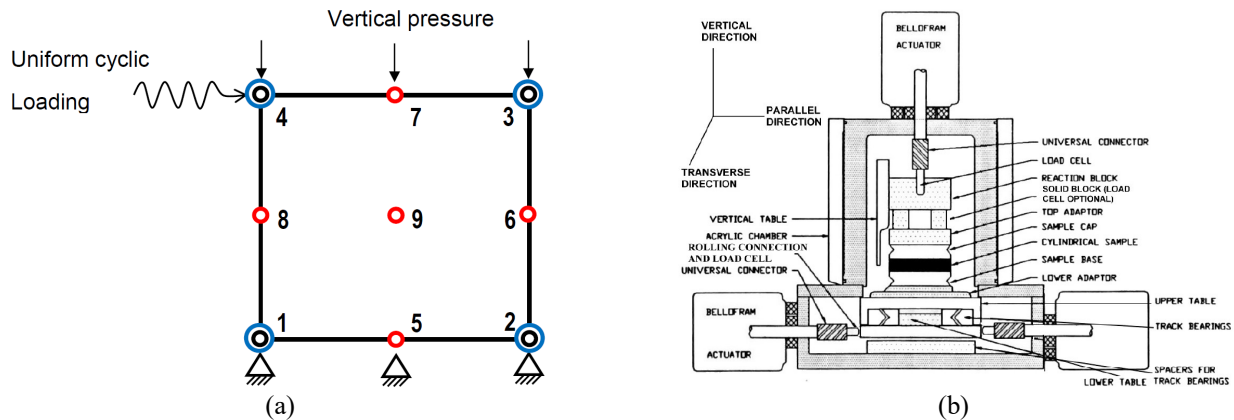 Vertical pressure
Uniform cyclic
Loading
4
7
3
8
9
6
1
5
2
(a)
VERTICAL
DIRECTION
PARALLEL
DIRECTION
TRANSVERSE
DIRECTION
BELLOFRAM
ACTUATOR
UNIVERSAL CONNECTOR
LOAD CELL
REACTION BLOCK
SOLID BLOCK (LOAD
CELL OPTIONAL)
TOP ADAPTOR
SAMPLE CAP
CYLINDRICAL SAMPLE
SAMPLE BASE
LOWER ADAPTOR
VERTICAL TABLE
ACRYLIC CHAMBER
ROLLING CONNECTION
AND LOAD CELL
UNIVERSAL CONNECTOR
BELLOFRAM
ACTUATOR
UPPER TABLE
TRACK BEARINGS
SPACERS FOR
LOWER TABLE TRACK BEARINGS
(b)